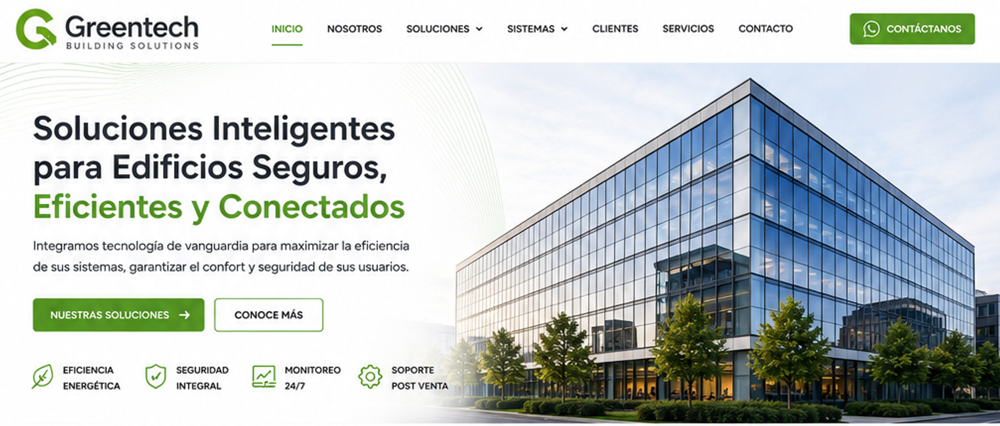 Greentech
BUILDING SOLUTIONS
INICIO
NOSOTROS
SOLUCIONES
SISTEMAS
CLIENTES
SERVICIOS
CONTACTO
CONTÁCTANOS
Soluciones Inteligentes
para Edificios Seguros,
Eficientes y Conectados
Integramos tecnología de vanguardia para maximizar la eficiencia
de sus sistemas, garantizar el confort y seguridad de sus usuarios.
NUESTRAS SOLUCIONES
CONOCE MÁS
EFICIENCIA
ENERGÉTICA
SEGURIDAD
INTEGRAL
MONITOREO
24/7
SOPORTE
POST VENTA